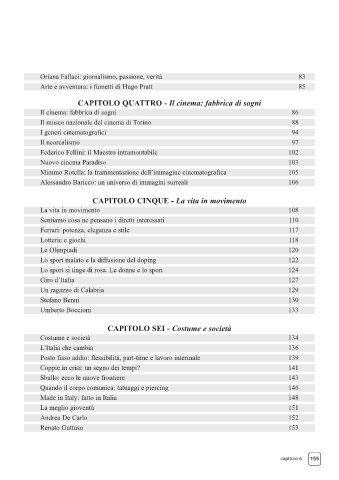 Oriana Fallaci: giornalismo, passione, verità 83
Arte e avventura: i fumetti di Hugo Pratt 85
CAPITOLO QUATTRO - Il cinema: fabbrica di sogni
Il cinema: fabbrica di sogni 86
Il museo nazionale del cinema di Torino 88
I generi cinematografici 94
Il neorealismo 97
Federico Fellini: il Maestro intramontabile 102
Nuovo cinema Paradiso 103
Mimmo Rotella: la frammentazione dell'immagine cinematografica 105
Alessandro Baricco: un universo di immagini surreali 106
CAPITOLO CINQUE - La vita in movimento
La vita in movimento 108
Sentiamo cosa ne pensano i diretti interessati 110
Ferrari: potenza, eleganza e stile 117
Lotterie e giochi 118
Le Olimpiadi 120
Lo sport malato e la diffusione del doping 122
Lo sport si tinge di rosa. Le donne e lo sport 124
Giro d'Italia 127
Un ragazzo di Calabria 129
Stefano Benni 130
Umberto Boccioni 133
CAPITOLO SEI - Costume e società
Costume e società 134
L'Italia che cambia 136
Posto fisso addio: flessibilità, part-time e lavoro interinale 139
Coppie in crisi: un segno dei tempi? 141
Sballo: ecco le nuove frontiere 143
Quando il corpo comunica: tatuaggi e piercing 146
Made in Italy: fatto in Italia 148
La meglio gioventù 151
Andrea De Carlo 152
Renato Guttuso 153
capitolo 6 155